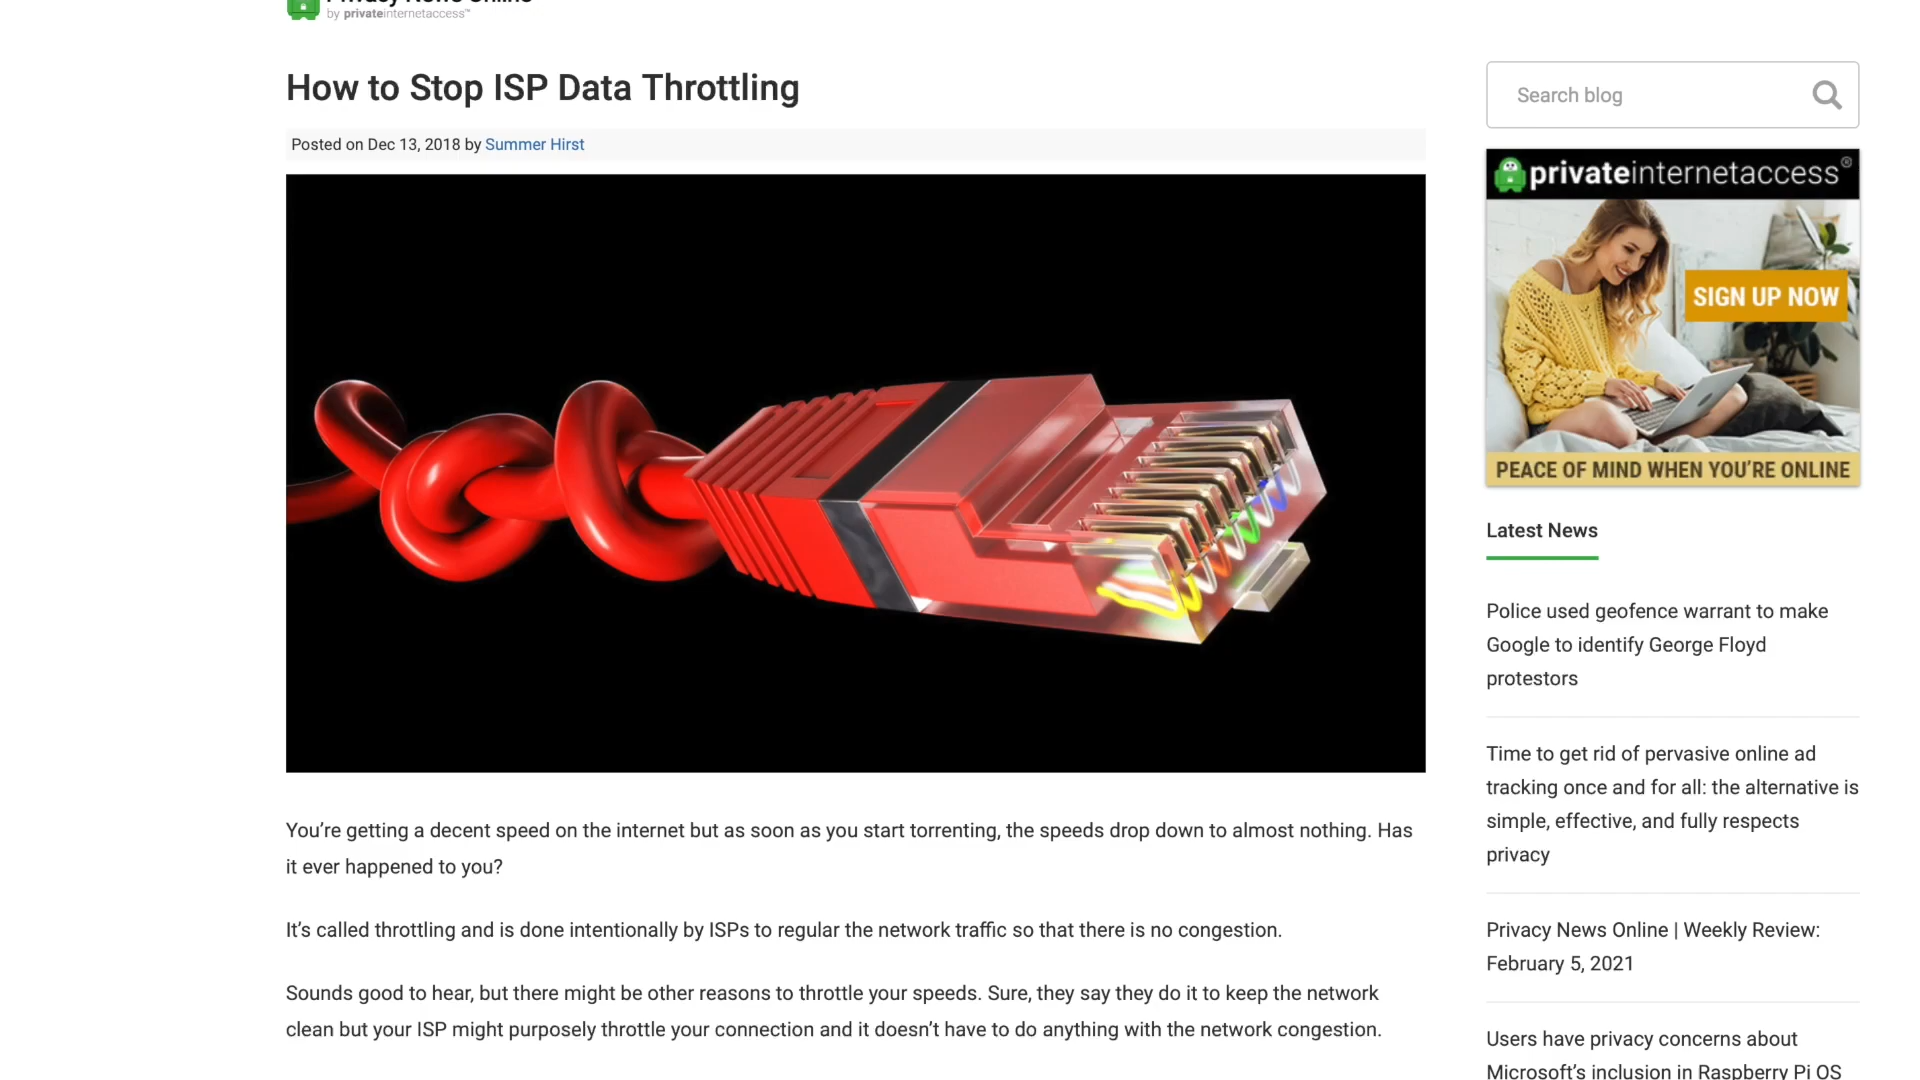 by privateinternetaccess™
How to Stop ISP Data Throttling
Posted on Dec 13, 2018 by Summer Hirst
You’re getting a decent speed on the internet but as soon as you start torrenting, the speeds drop down to almost nothing. Has
it ever happened to you?
It’s called throttling and is done intentionally by ISPs to regular the network traffic so that there is no congestion.
Sounds good to hear, but there might be other reasons to throttle your speeds. Sure, they say they do it to keep the network
clean but your ISP might purposely throttle your connection and it doesn’t have to do anything with the network congestion.
Search blog
privateinternetaccess®
SIGN UP NOW
PEACE OF MIND WHEN YOU’RE ONLINE
Latest News
Police used geofence warrant to make
Google to identify George Floyd
protestors
Time to get rid of pervasive online ad
tracking once and for all: the alternative is
simple, effective, and fully respects
privacy
Privacy News Online | Weekly Review:
February 5, 2021
Users have privacy concerns about
Microsoft’s inclusion in Raspberry Pi OS